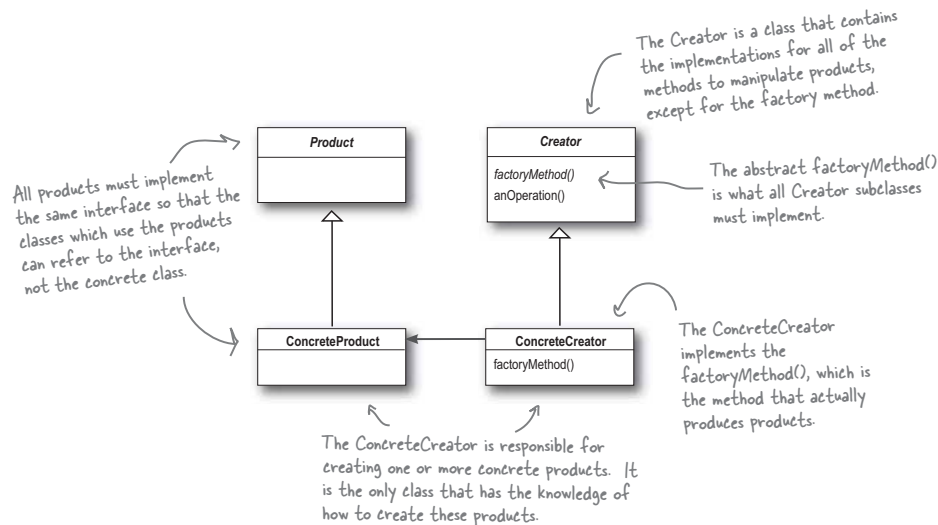 The Creator is a class that contains
the implementations for all of the
methods to manipulate products,
except for the factory method.
Product
Creator
factoryMethod()
anOperation()
The abstract factoryMethod()
is what all Creator subclasses
must implement.
All products must implement
the same interface so that the
classes which use the products
can refer to the interface,
not the concrete class.
ConcreteProduct
ConcreteCreator
factoryMethod()
The ConcreteCreator
implements the
factoryMethod(), which is
the method that actually
produces products.
The ConcreteCreator is responsible for
creating one or more concrete products. It
is the only class that has the knowledge of
how to create these products.